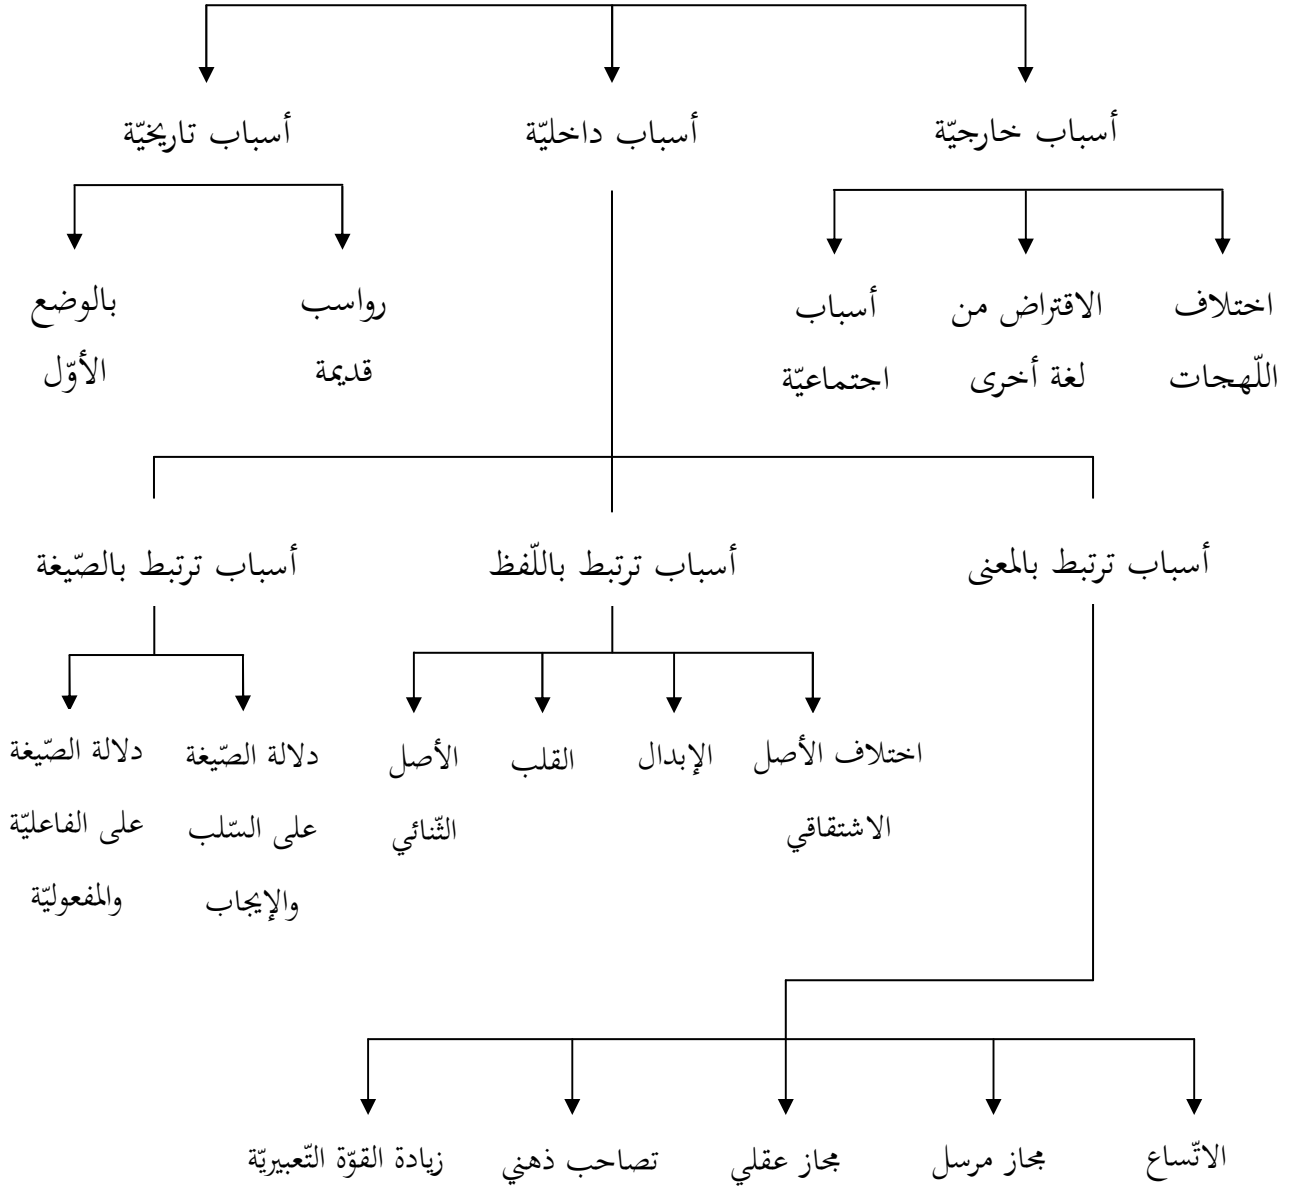 أسباب خارجيّة
أسباب داخليّة
أسباب تاريخيّة
اختلاف
اللّهجات
الاقتراض من
لغة أخرى
أسباب
اجتماعيّة
رواسب
قديمة
بالوضع
الأوّل
أسباب ترتبط بالمعنى
أسباب ترتبط باللّفظ
أسباب ترتبط بالصّيغة
اختلاف الأصل
الاشتقاقي
الإبدال
القلب
الأصل
الثّنائي
دلالة الصّيغة
على السّلب
والإيجاب
دلالة الصّيغة
على الفاعليّة
والمفعوليّة
الاتّساع
مجاز مرسل
مجاز عقلي
تصاحب ذهني
زيادة القوّة التّعبيريّة